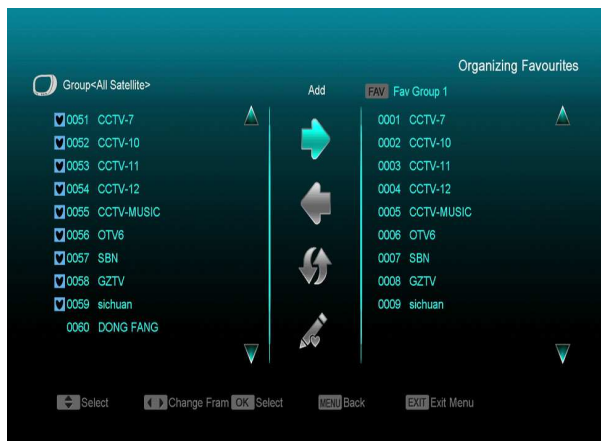 Organizing Favourites
Group<All Satellite>
Add
FAV Fav Group 1
0051 CCTV-7
0052 CCTV-10
0053 CCTV-11
0054 CCTV-12
0055 CCTV-MUSIC
0056 OTV6
0057 SBN
0058 GZTV
0059 sichuan
0060 DONG FANG
0001 CCTV-7
0002 CCTV-10
0003 CCTV-11
0004 CCTV-12
0005 CCTV-MUSIC
0006 OTV6
0007 SBN
0008 GZTV
0009 sichuan
Select Change Fram OK Select MENU Back EXIT Exit Menu